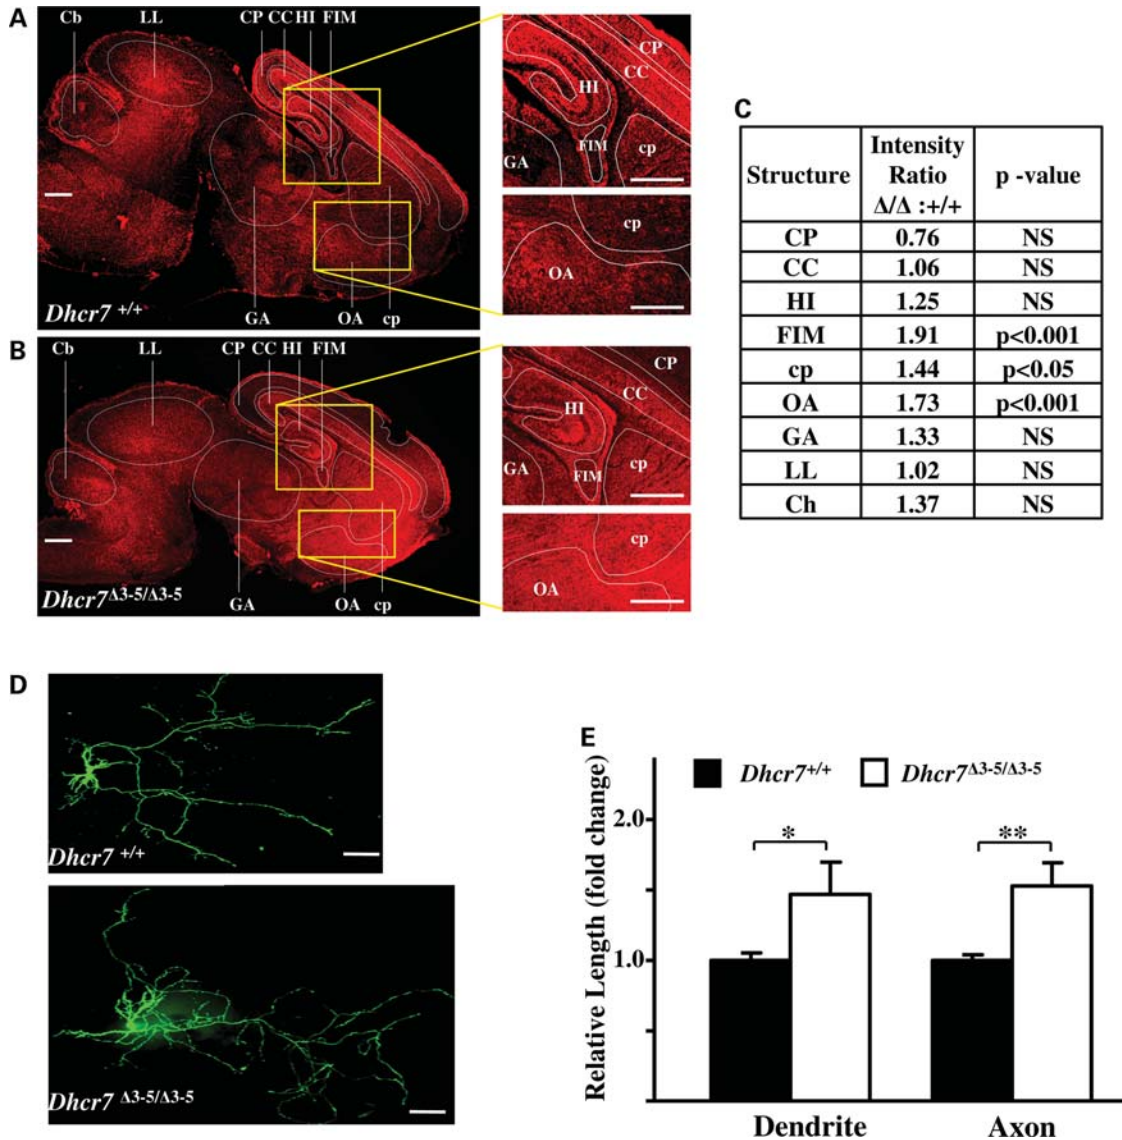 A
Cb LL CP CC HI FIM
GA OA cp
Dhcr7 +/+
CP
CC
HI
FIM
GA
cp
cp
OA
B
Cb LL CP CC HI FIM
GA OA cp
Dhcr7Δ3-5/Δ3-5
CP
CC
HI
GA
FIM
cp
cp
OA
C
Structure Intensity Ratio Δ/Δ :+/+ p -value
CP 0.76 NS
CC 1.06 NS
HI 1.25 NS
FIM 1.91 p<0.001
cp 1.44 p<0.05
OA 1.73 p<0.001
GA 1.33 NS
LL 1.02 NS
Ch 1.37 NS
D
Dhcr7 +/+
Dhcr7 Δ3-5/Δ3-5
E
Dhcr7+/+ Dhcr7Δ3-5/Δ3-5
Relative Length (fold change)
2.0
1.0
* **
Dendrite Axon